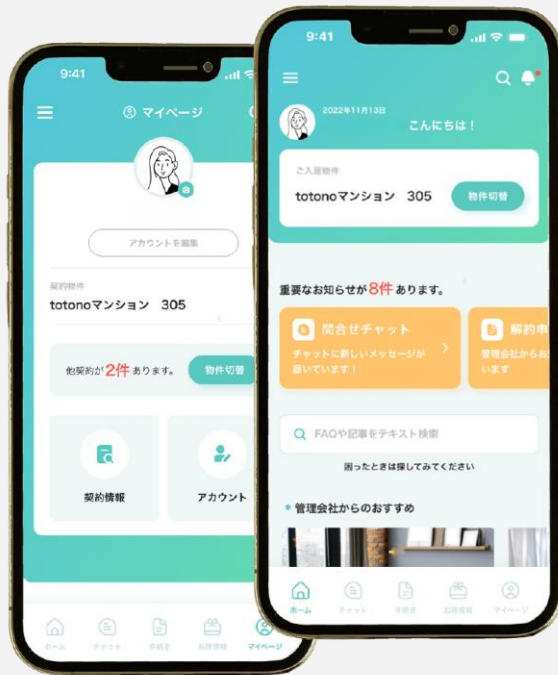 9:41
マイページ
アカウントを編集
契約物件
totonoマンション 305
他契約が2件あります。
物件切替
契約情報
アカウント
ホーム
チャット
手続き
お得情報
マイページ
9:41
2022年11月13日
こんにちは！
ご入居物件
totonoマンション 305
物件切替
重要なお知らせが8件あります。
問合せチャット
チャットに新しいメッセージが
届いています！
解約申
管理会社からお
います
FAQや記事をテキスト検索
困ったときは探してみてください
管理会社からのおすすめ
ホーム
チャット
手続き
お得情報
マイページ